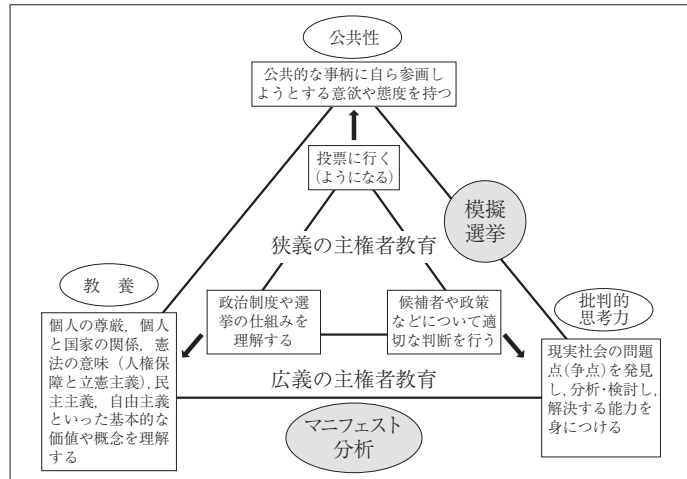 公共性
公共的な事柄に自ら参画し
ようとする意欲や態度を持つ
投票に行く
(ようになる)
模擬
選挙
狭義の主権者教育
教　養
政治制度や選
挙の仕組みを
理解する
候補者や政策
などについて適
切な判断を行う
批判的
思考力
個人の尊厳，個人
と国家の関係，憲
法の意味（人権保
障と立憲主義），民
主主義，自由主義
といった基本的な
価値や概念を理解
する
現実社会の問題
点（争点）を発見
し，分析・検討し，
解決する能力を
身につける
広義の主権者教育
マニフェスト
分析